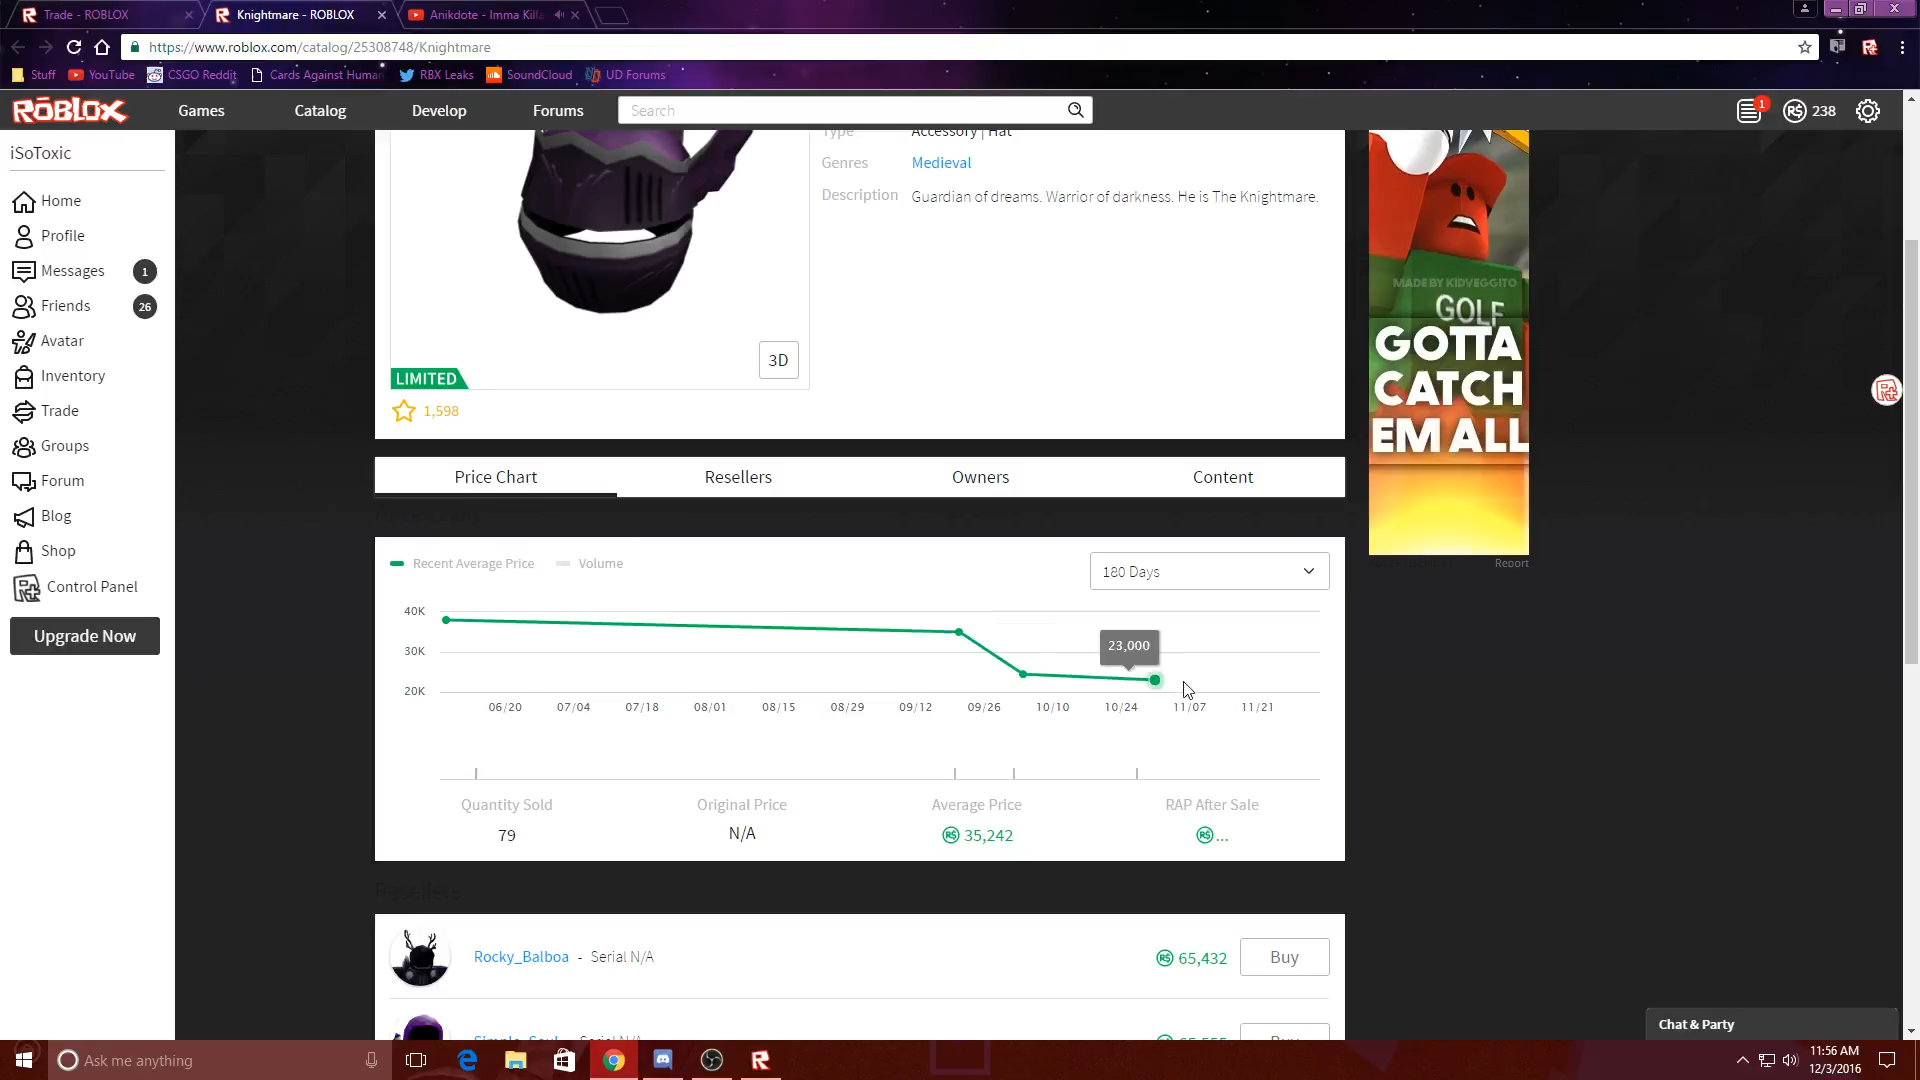 Trade - ROBLOX
Knightmare - ROBLOX
Anikdote - Imma Killa
https://www.roblox.com/catalog/25308748/Knightmare
Stuff
YouTube
CSGO Reddit
Cards Against Human
RBX Leaks
SoundCloud
UD Forums
ROBLOX
Games
Catalog
Develop
Forums
Search
1
238
iSoToxic
Home
Profile
Messages
1
Friends
26
Avatar
Inventory
Trade
Groups
Forum
Blog
Shop
Control Panel
Upgrade Now
Type
Accessory | Hat
Genres
Medieval
Description
Guardian of dreams. Warrior of darkness. He is The Knightmare.
3D
LIMITED
1,598
MADE BY KIDVEGGITO
GOLF
GOTTA
CATCH
EM ALL
Report
Price Chart
Resellers
Owners
Content
Recent Average Price
Volume
180 Days
40K
30K
20K
23,000
06/20 07/04 07/18 08/01 08/15 08/29 09/12 09/26 10/10 10/24 11/07 11/21
Quantity Sold
79
Original Price
N/A
Average Price
R$ 35,242
RAP After Sale
R$ ...
Resellers
Rocky_Balboa - Serial N/A
R$ 65,432
Buy
Chat & Party
Ask me anything
11:56 AM
12/3/2016